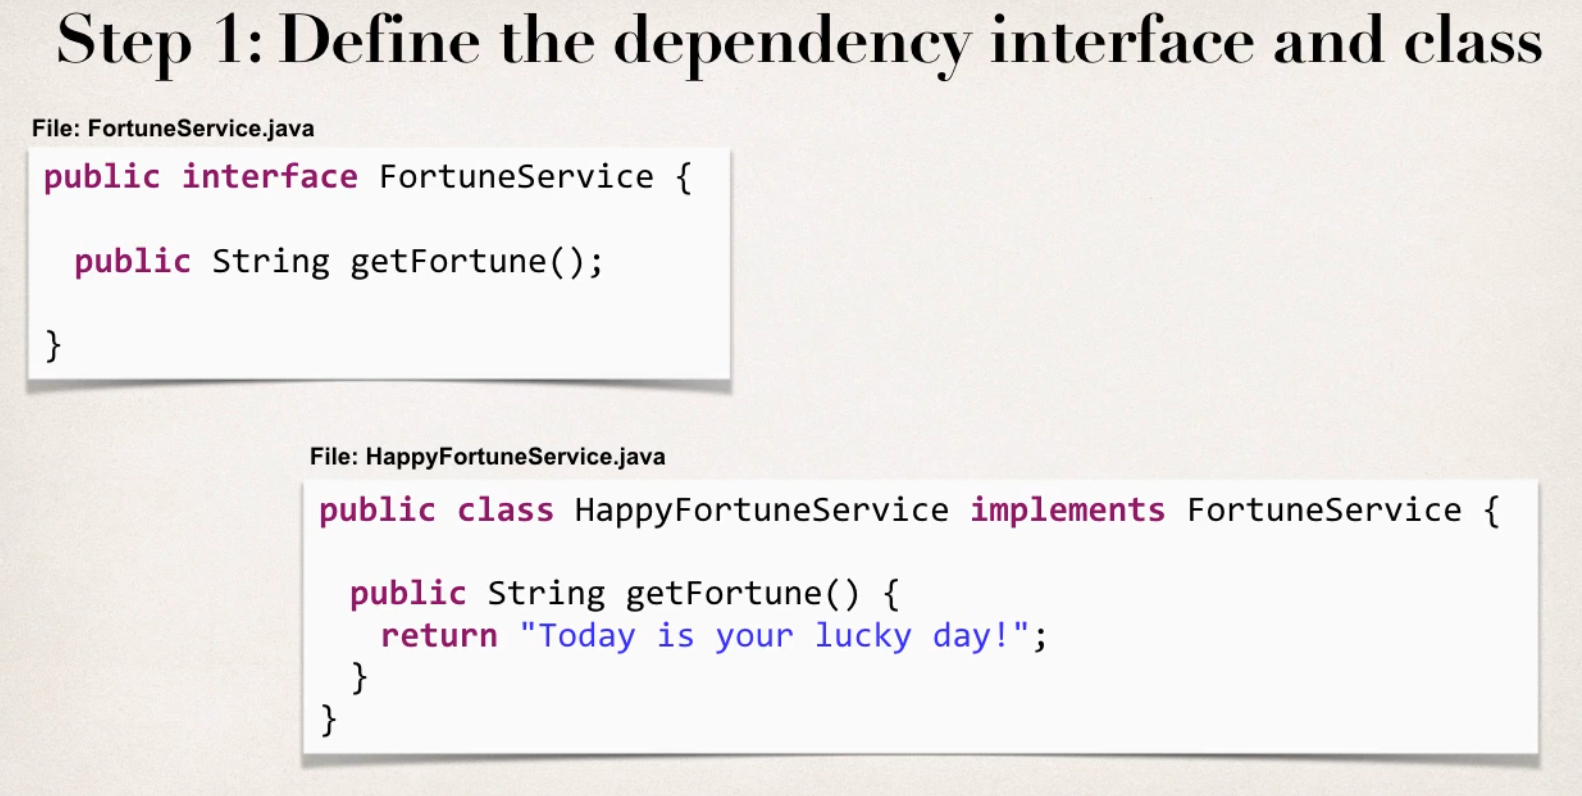 Step 1: Define the dependency interface and class
File: FortuneService.java
public interface FortuneService {
public String getFortune();
}
File: HappyFortuneService.java
public class HappyFortuneService implements FortuneService {
public String getFortune() {
return "Today is your lucky day!";
}
}